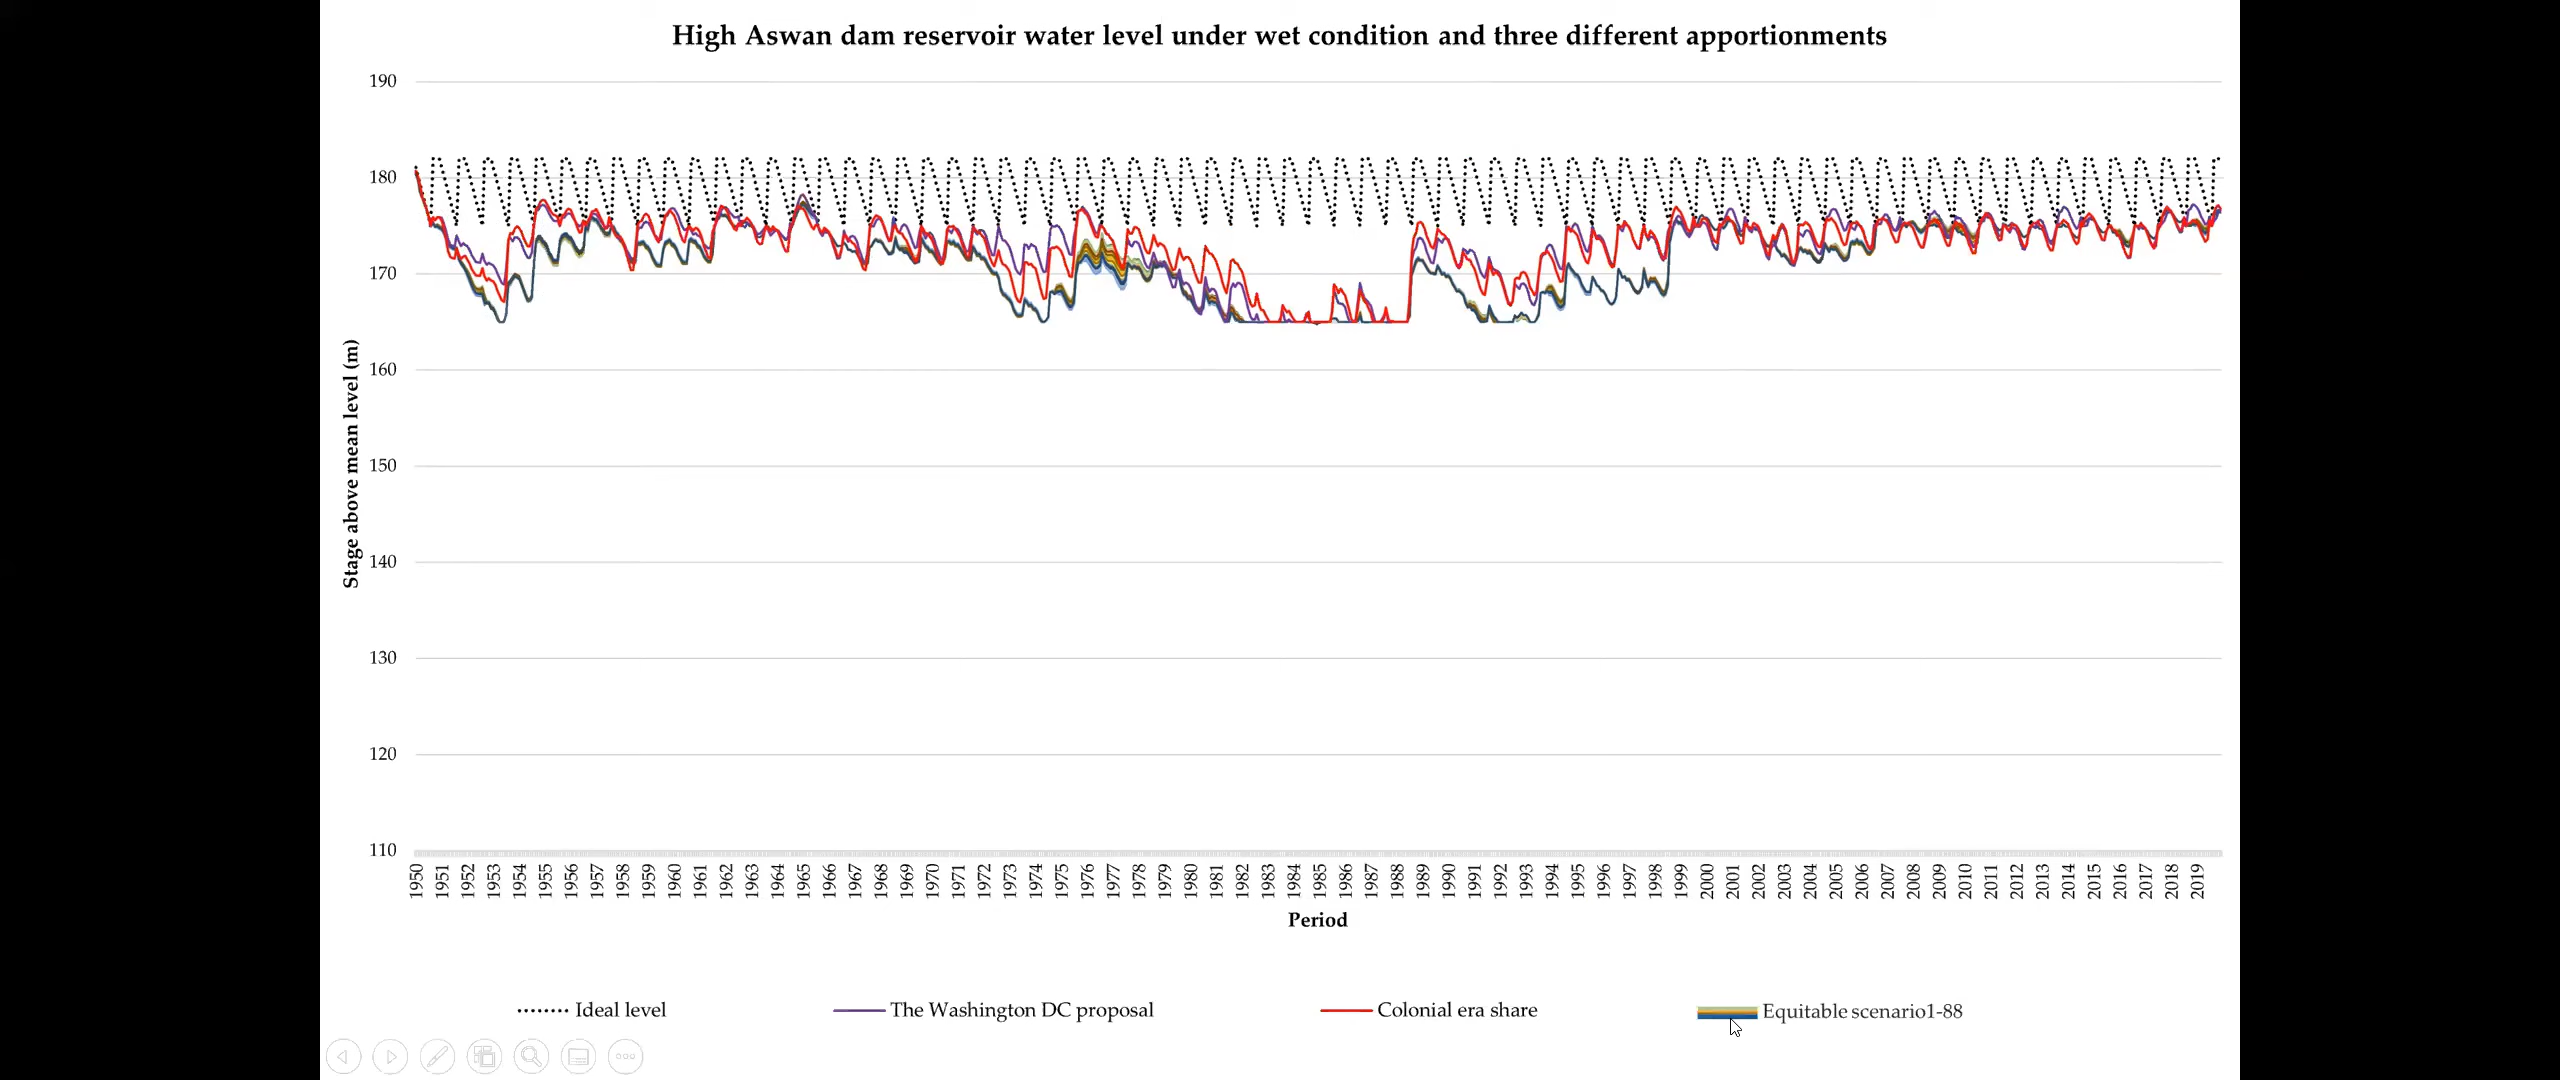 High Aswan dam reservoir water level under wet condition and three different apportionments
190
180
170
160
150
140
130
120
110
Stage above mean level (m)
1950 1951 1952 1953 1954 1955 1956 1957 1958 1959 1960 1961 1962 1963 1964 1965 1966 1967 1968 1969 1970 1971 1972 1973 1974 1975 1976 1977 1978 1979 1980 1981 1982 1983 1984 1985 1986 1987 1988 1989 1990 1991 1992 1993 1994 1995 1996 1997 1998 1999 2000 2001 2002 2003 2004 2005 2006 2007 2008 2009 2010 2011 2012 2013 2014 2015 2016 2017 2018 2019
Period
Ideal level The Washington DC proposal Colonial era share Equitable scenario1-88